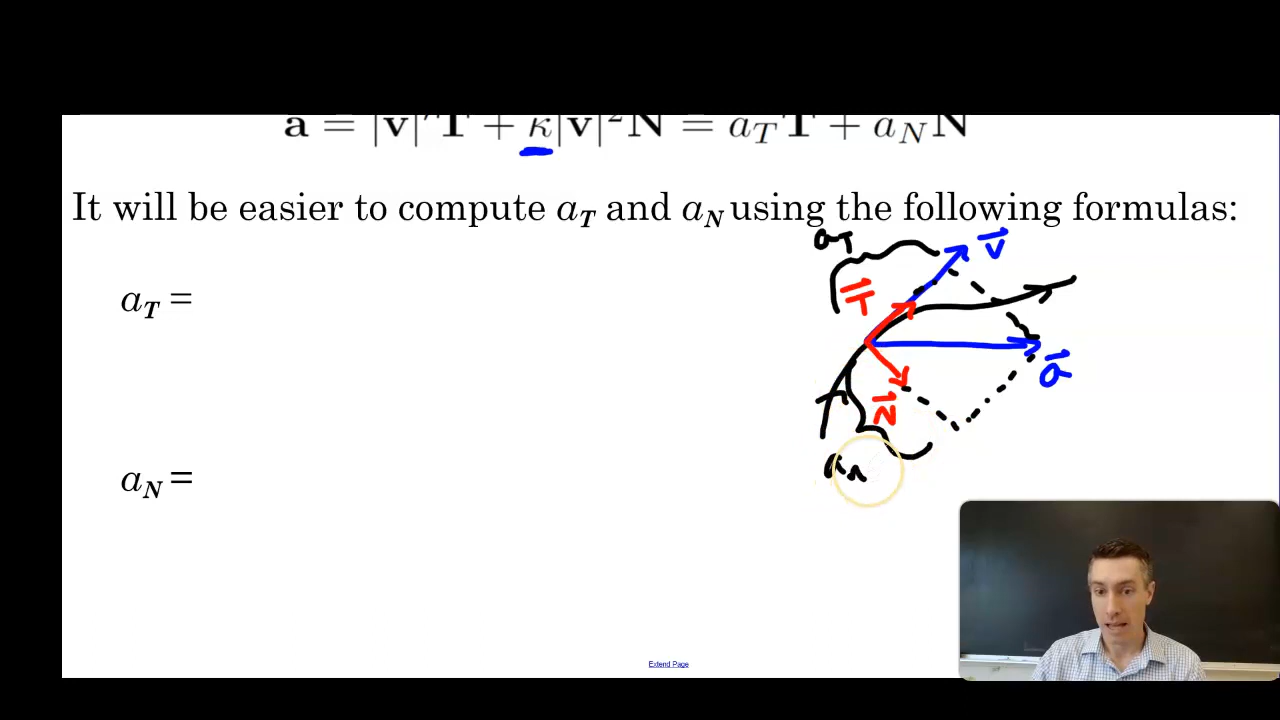 a = |v|′T + κ|v|²N = a_T T + a_N N
It will be easier to compute a_T and a_N using the following formulas:
a_T =
a_T
v⃗
T⃗
a⃗
N⃗
a_N =
a_n
Extend Page